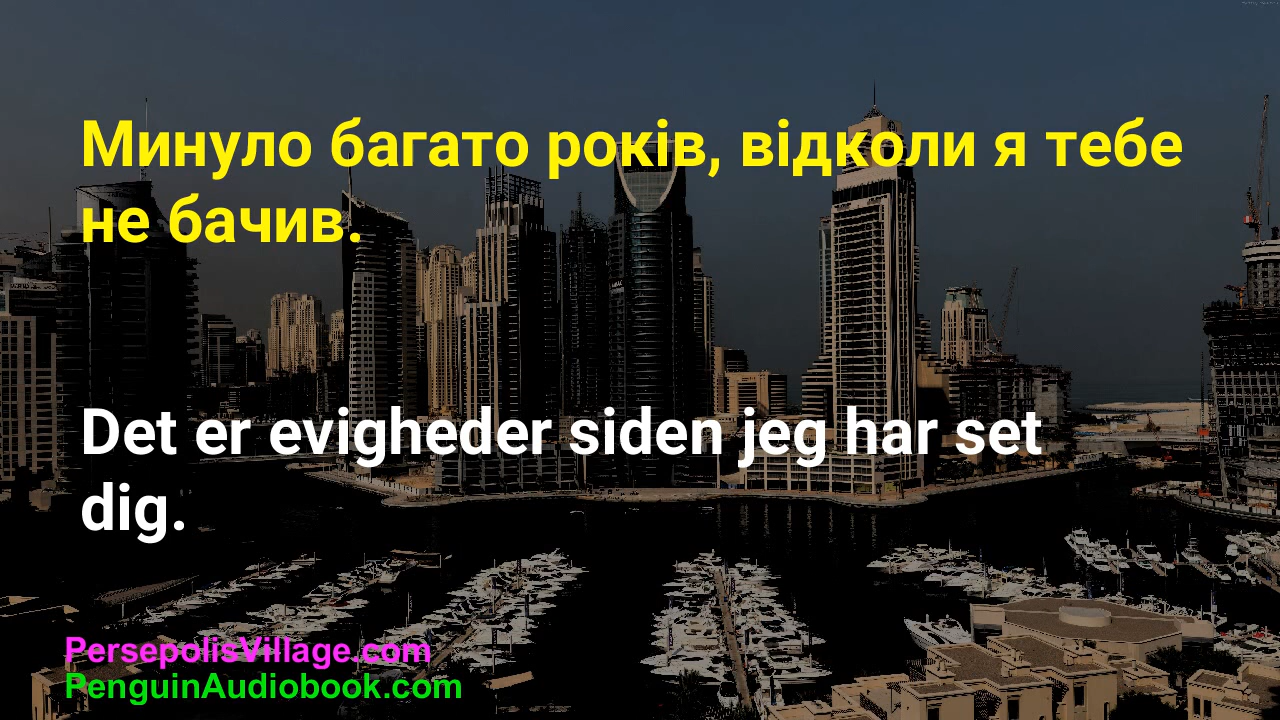 Минуло багато років, відколи я тебе
не бачив.
Det er evigheder siden jeg har set
dig.
PersepolisVillage.com
PenguinAudiobook.com